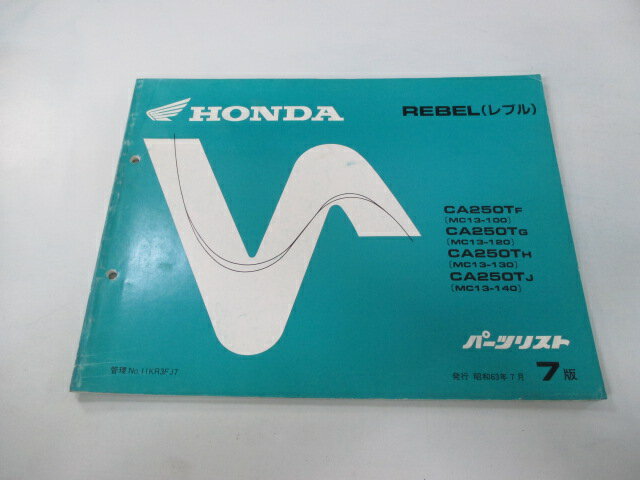 HONDA
REBEL(レブル)
CA250TF
[MC13-100]
CA250TG
[MC13-120]
CA250TH
[MC13-130]
CA250TJ
[MC13-140]
パーツリスト
管理No.11KR3FJ7
発行 昭和63年7月 7版